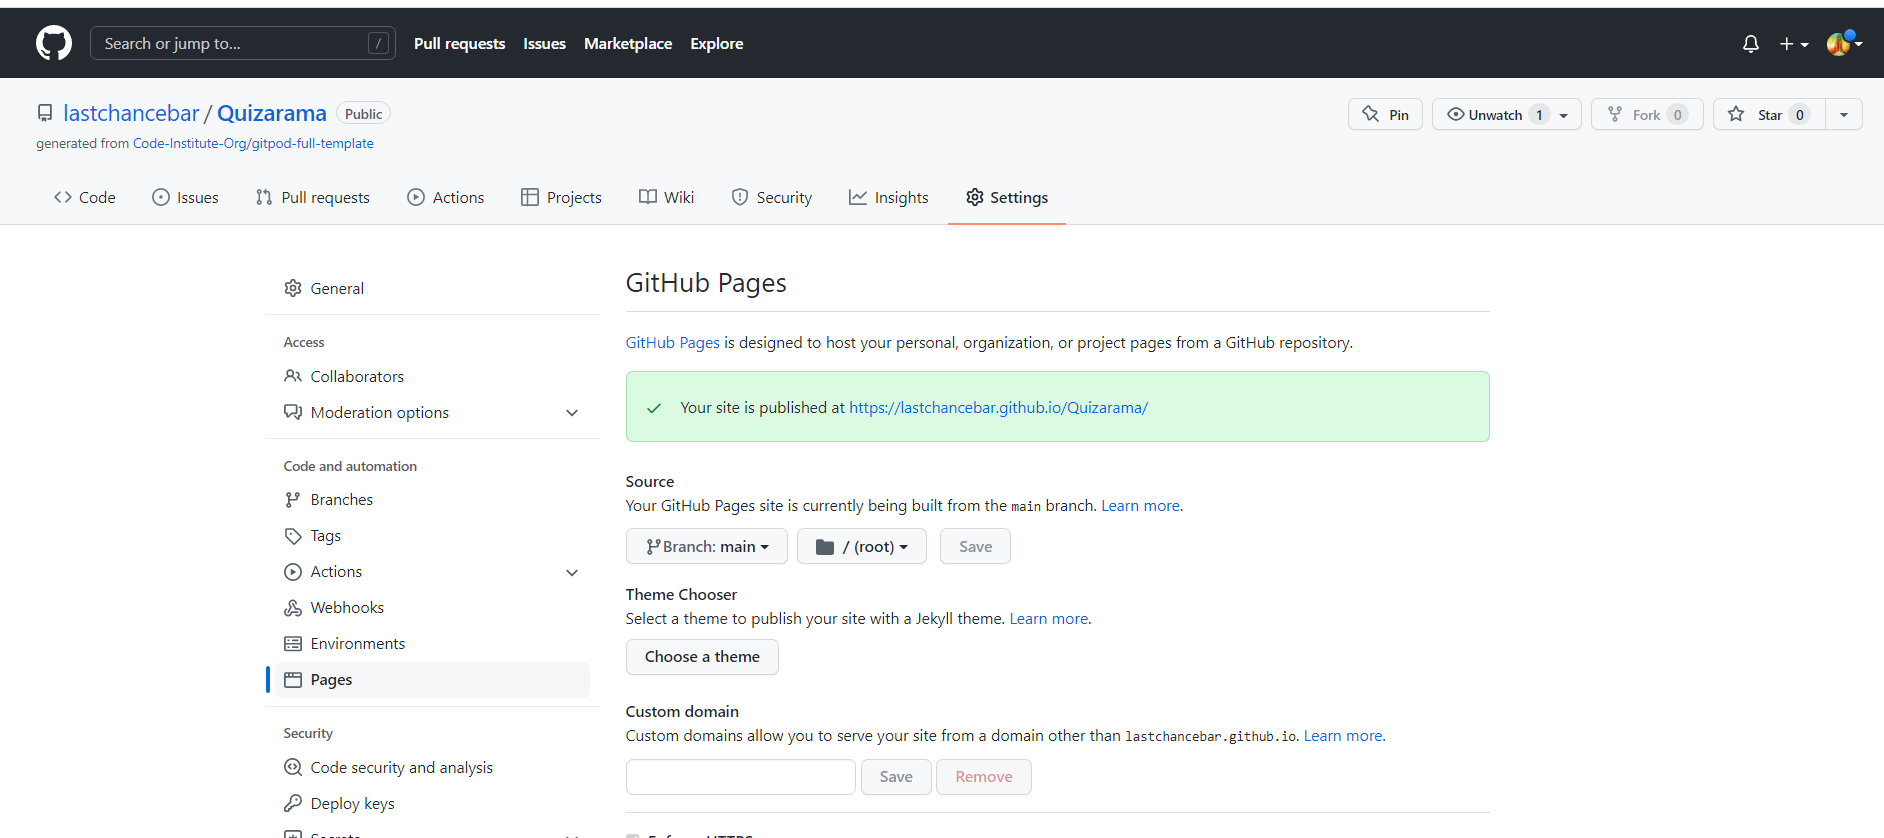 Search or jump to... /
Pull requests Issues Marketplace Explore
lastchancebar / Quizarama Public
generated from Code-Institute-Org/gitpod-full-template
Pin Unwatch 1 Fork 0 Star 0
Code Issues Pull requests Actions Projects Wiki Security Insights Settings
General
Access
Collaborators
Moderation options
Code and automation
Branches
Tags
Actions
Webhooks
Environments
Pages
Security
Code security and analysis
Deploy keys
Secrets
GitHub Pages
GitHub Pages is designed to host your personal, organization, or project pages from a GitHub repository.
Your site is published at https://lastchancebar.github.io/Quizarama/
Source
Your GitHub Pages site is currently being built from the main branch. Learn more.
Branch: main / (root) Save
Theme Chooser
Select a theme to publish your site with a Jekyll theme. Learn more.
Choose a theme
Custom domain
Custom domains allow you to serve your site from a domain other than lastchancebar.github.io. Learn more.
Save Remove
Enforce HTTPS